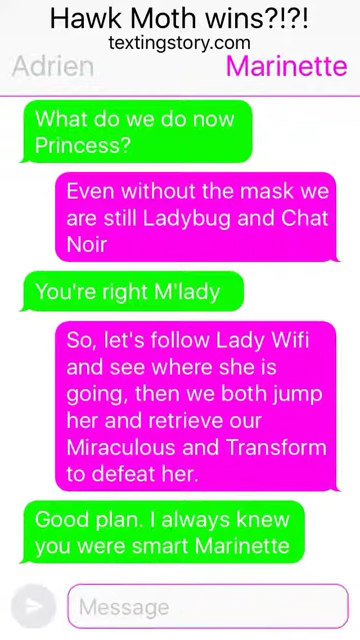 Hawk Moth wins?!?!
textingstory.com
Adrien Marinette
What do we do now
Princess?
Even without the mask we
are still Ladybug and Chat
Noir
You're right M'lady
So, let's follow Lady Wifi
and see where she is
going, then we both jump
her and retrieve our
Miraculous and Transform
to defeat her.
Good plan. I always knew
you were smart Marinette
Message